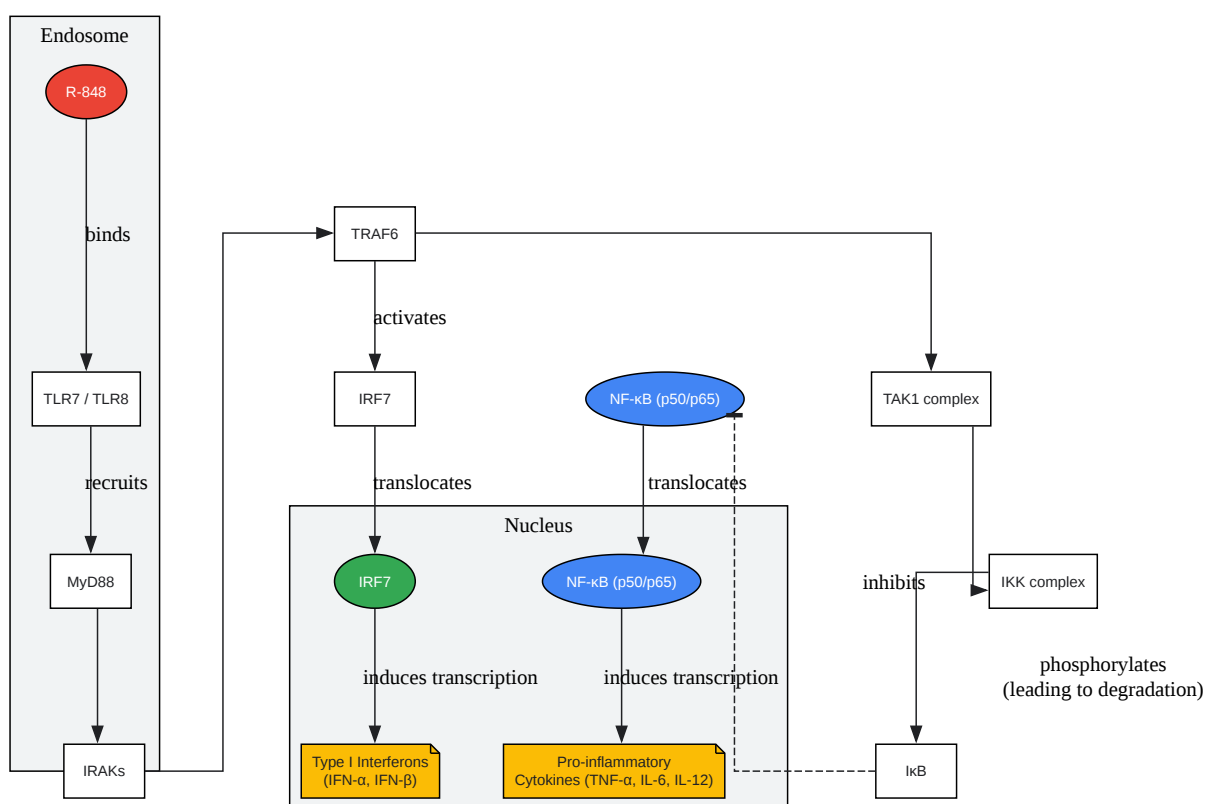 Endosome
R-848
binds
TRAF6
activates
TLR7 / TLR8
IRF7
NF-κB (p50/p65)
TAK1 complex
recruits
translocates
translocates
Nucleus
MyD88
IRF7
NF-κB (p50/p65)
inhibits
IKK complex
phosphorylates
(leading to degradation)
induces transcription
induces transcription
IRAKs
Type I Interferons
(IFN-α, IFN-β)
Pro-inflammatory
Cytokines (TNF-α, IL-6, IL-12)
IκB